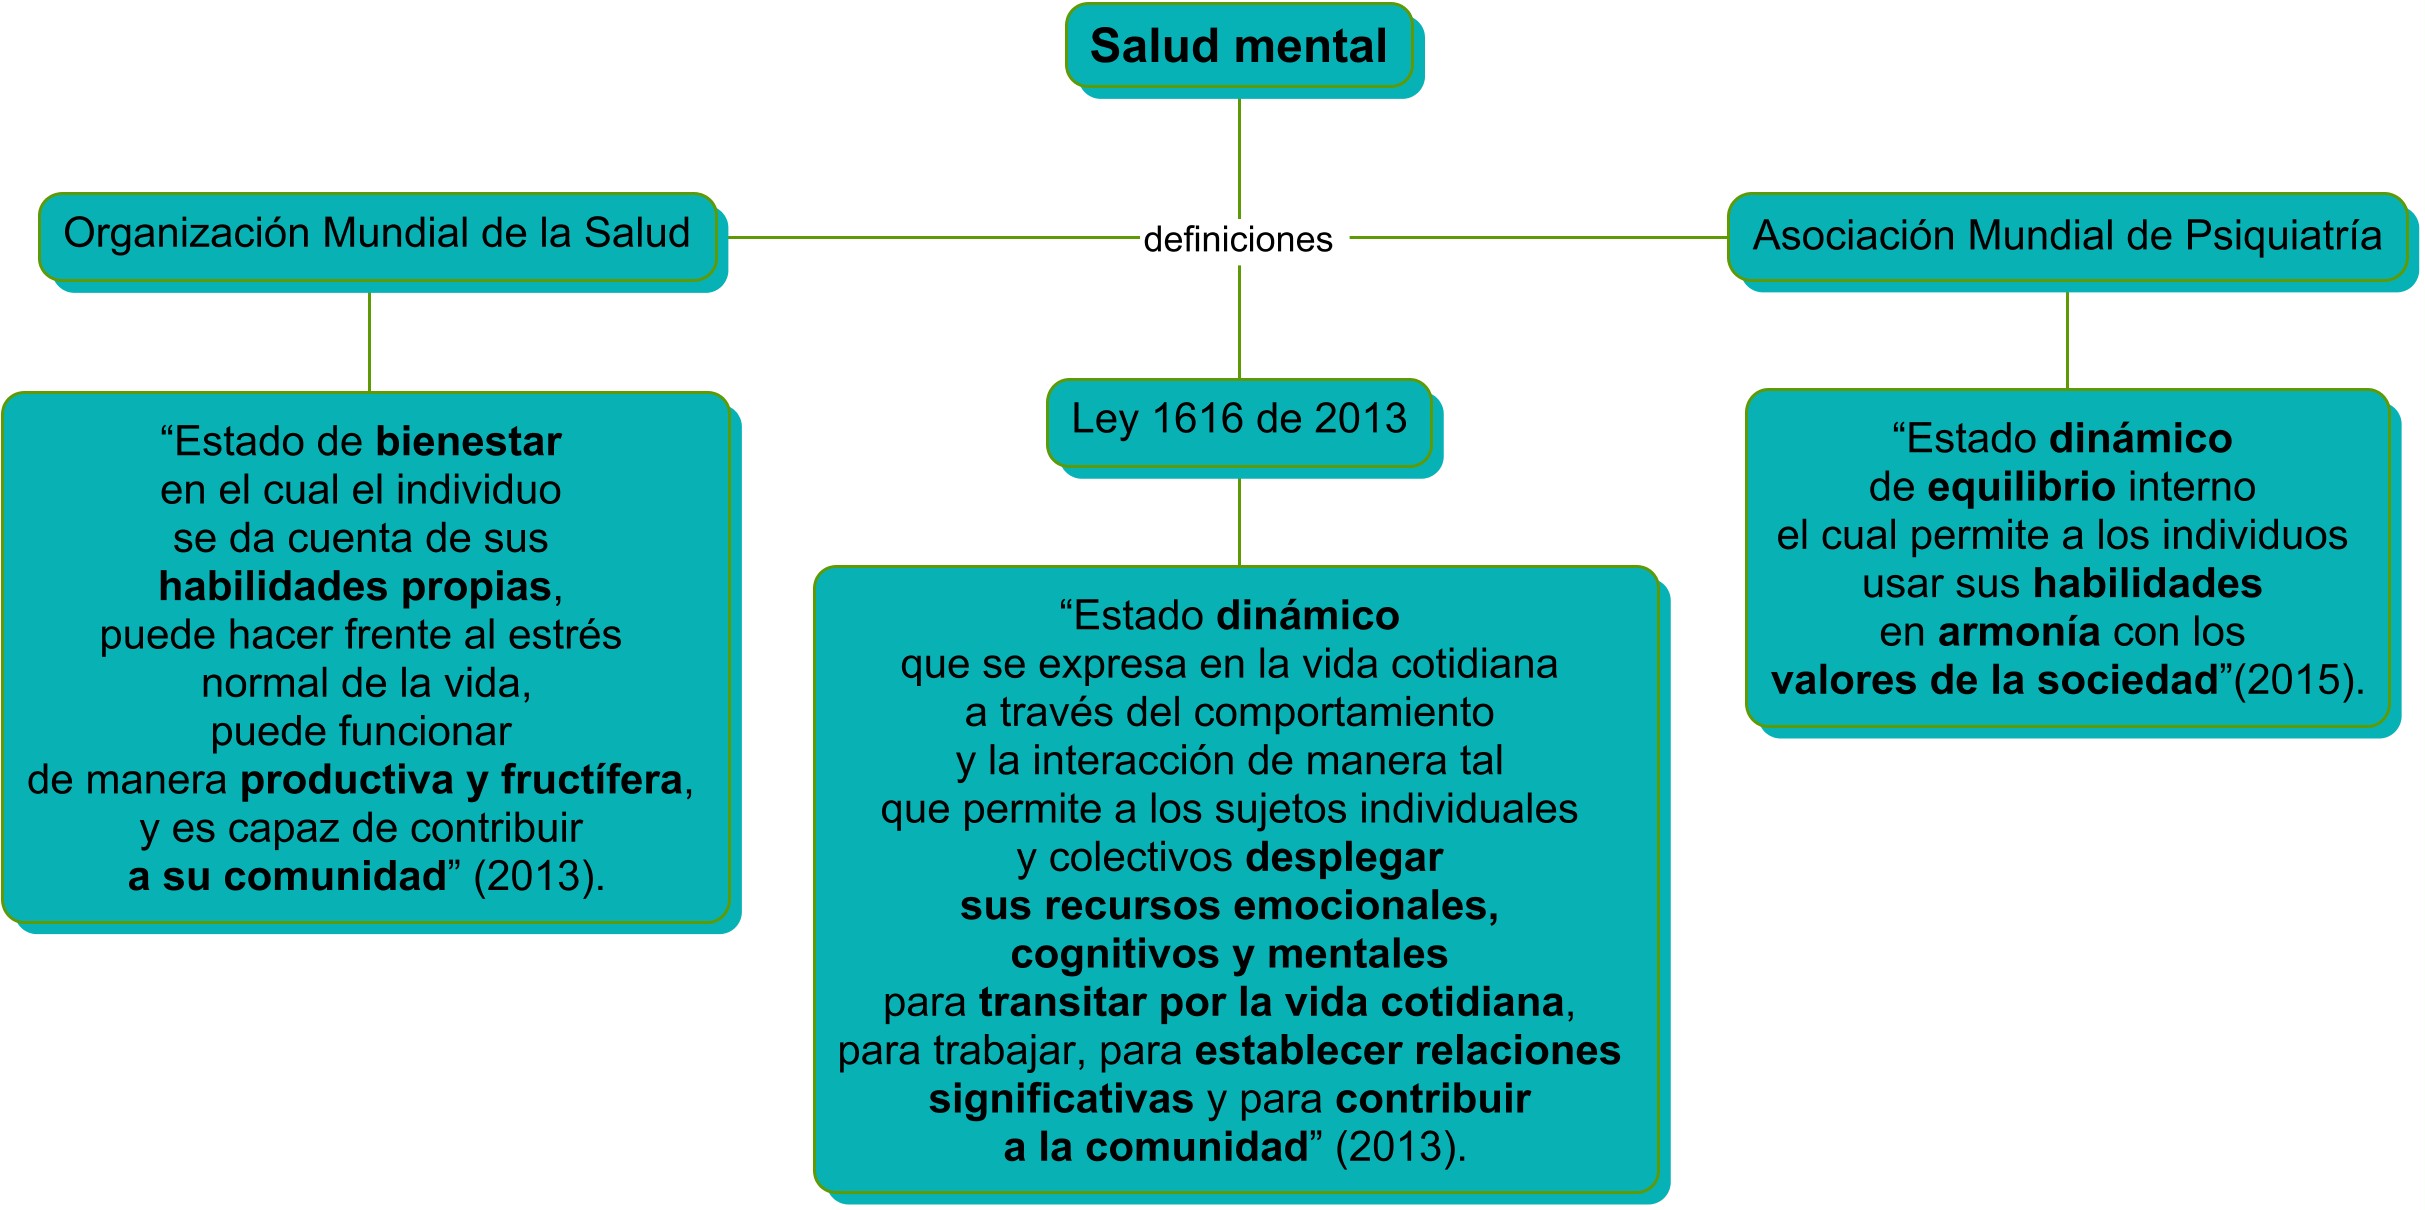 Salud mental
definiciones
Organización Mundial de la Salud
“Estado de bienestar
en el cual el individuo
se da cuenta de sus
habilidades propias,
puede hacer frente al estrés
normal de la vida,
puede funcionar
de manera productiva y fructífera,
y es capaz de contribuir
a su comunidad” (2013).
Ley 1616 de 2013
“Estado dinámico
que se expresa en la vida cotidiana
a través del comportamiento
y la interacción de manera tal
que permite a los sujetos individuales
y colectivos desplegar
sus recursos emocionales,
cognitivos y mentales
para transitar por la vida cotidiana,
para trabajar, para establecer relaciones
significativas y para contribuir
a la comunidad” (2013).
Asociación Mundial de Psiquiatría
“Estado dinámico
de equilibrio interno
el cual permite a los individuos
usar sus habilidades
en armonía con los
valores de la sociedad”(2015).